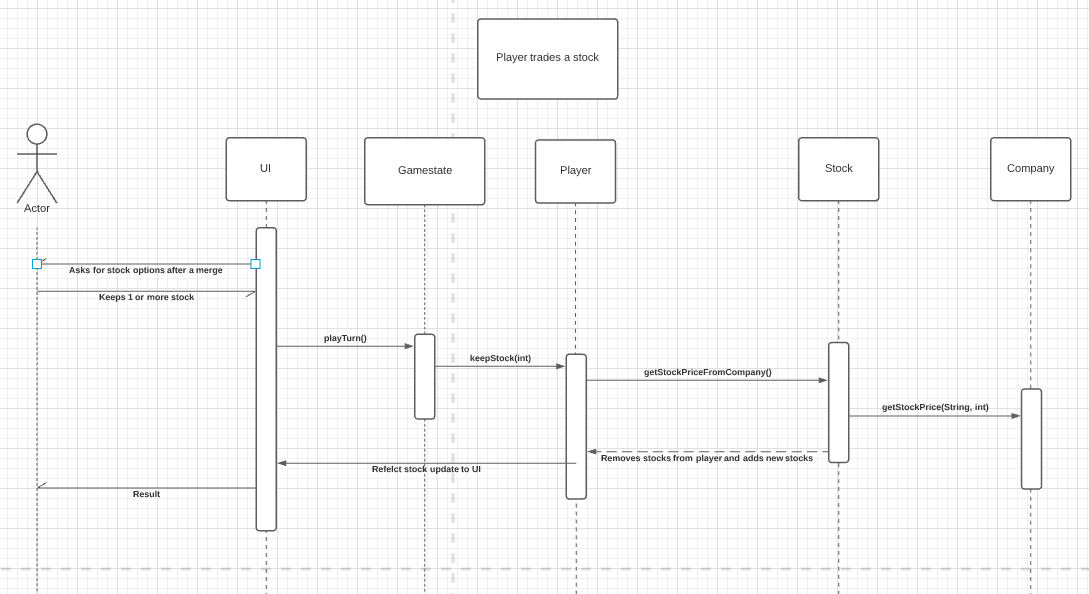 Player trades a stock
UI
Gamestate
Player
Stock
Company
Actor
Asks for stock options after a merge
Keeps 1 or more stock
playTurn()
keepStock(int)
getStockPriceFromCompany()
getStockPrice(String, int)
Removes stocks from player and adds new stocks
Refelct stock update to UI
Result